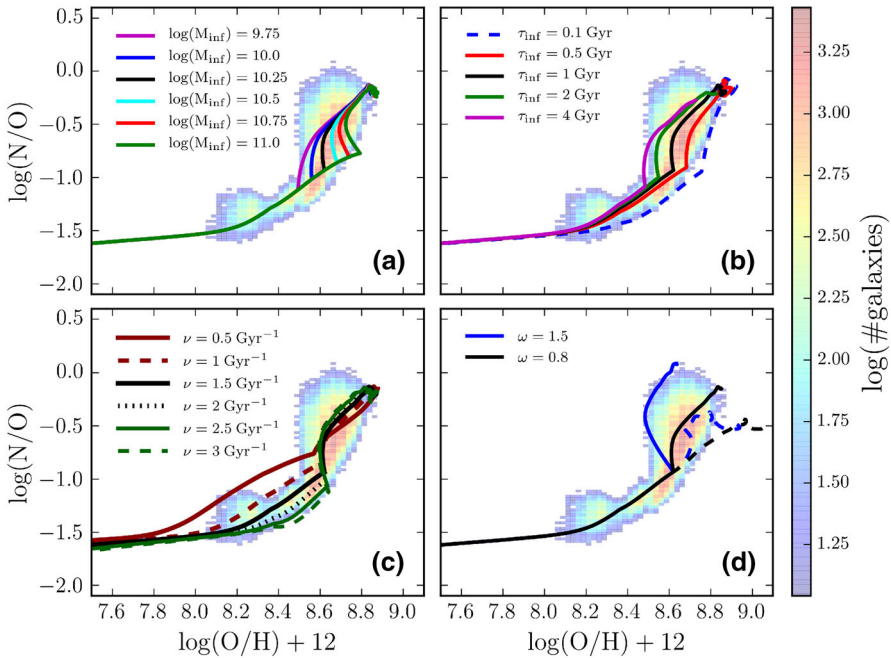 0.5
0.0
−0.5
−1.0
−1.5
−2.0
log(N/O)
log(M_inf) = 9.75
log(M_inf) = 10.0
log(M_inf) = 10.25
log(M_inf) = 10.5
log(M_inf) = 10.75
log(M_inf) = 11.0
(a)
τ_inf = 0.1 Gyr
τ_inf = 0.5 Gyr
τ_inf = 1 Gyr
τ_inf = 2 Gyr
τ_inf = 4 Gyr
(b)
0.5
0.0
−0.5
−1.0
−1.5
−2.0
log(N/O)
ν = 0.5 Gyr⁻¹
ν = 1 Gyr⁻¹
ν = 1.5 Gyr⁻¹
ν = 2 Gyr⁻¹
ν = 2.5 Gyr⁻¹
ν = 3 Gyr⁻¹
(c)
ω = 1.5
ω = 0.8
(d)
7.6 7.8 8.0 8.2 8.4 8.6 8.8 9.0
log(O/H) + 12
7.6 7.8 8.0 8.2 8.4 8.6 8.8 9.0
log(O/H) + 12
3.25
3.00
2.75
2.50
2.25
2.00
1.75
1.50
1.25
log(#galaxies)